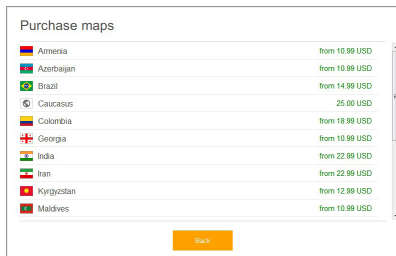 Purchase maps
Armenia from 10.99 USD
Azerbaijan from 10.99 USD
Brazil from 14.99 USD
Caucasus 25.00 USD
Colombia from 18.99 USD
Georgia from 10.99 USD
India from 22.99 USD
Iran from 22.99 USD
Kyrgyzstan from 12.99 USD
Maldives from 10.99 USD
Back